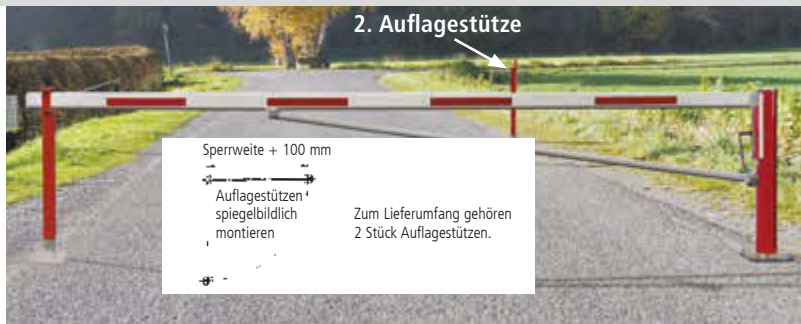 2. Auflagestütze
Sperrweite + 100 mm
Auflagestützen
spiegelbildlich
montieren
Zum Lieferumfang gehören
2 Stück Auflagestützen.